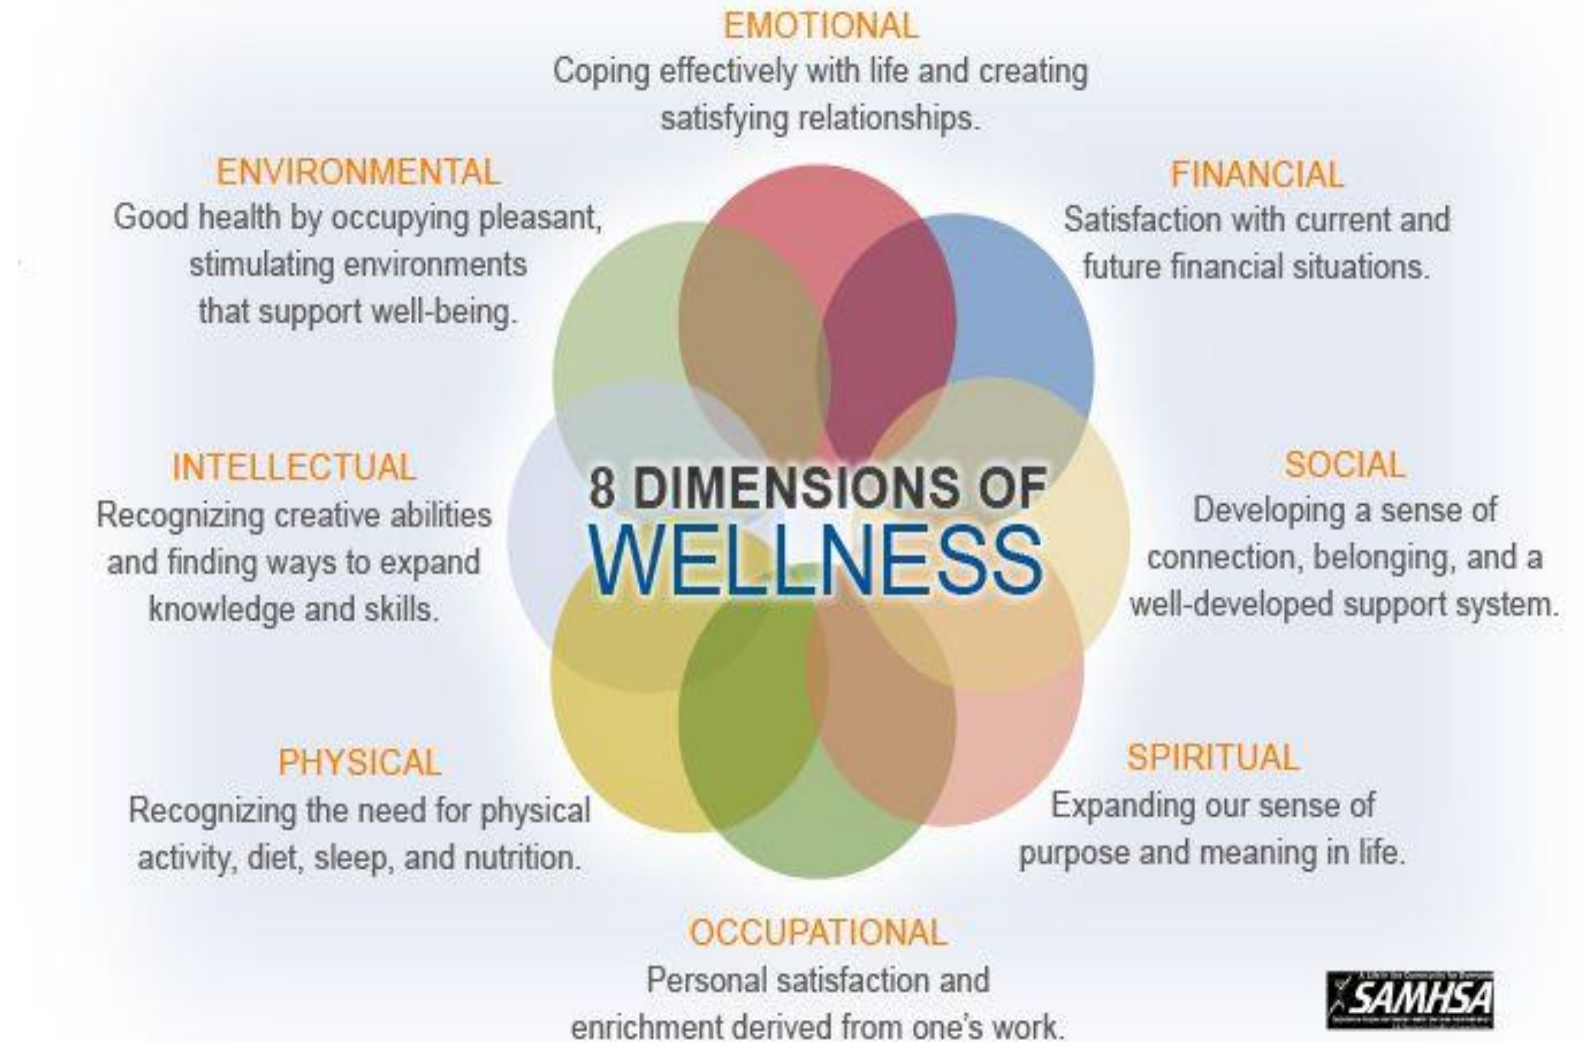 EMOTIONAL
Coping effectively with life and creating
satisfying relationships.
FINANCIAL
Satisfaction with current and
future financial situations.
SOCIAL
Developing a sense of
connection, belonging, and a
well-developed support system.
SPIRITUAL
Expanding our sense of
purpose and meaning in life.
OCCUPATIONAL
Personal satisfaction and
enrichment derived from one's work.
PHYSICAL
Recognizing the need for physical
activity, diet, sleep, and nutrition.
INTELLECTUAL
Recognizing creative abilities
and finding ways to expand
knowledge and skills.
ENVIRONMENTAL
Good health by occupying pleasant,
stimulating environments
that support well-being.
8 DIMENSIONS OF
WELLNESS
SAMHSA